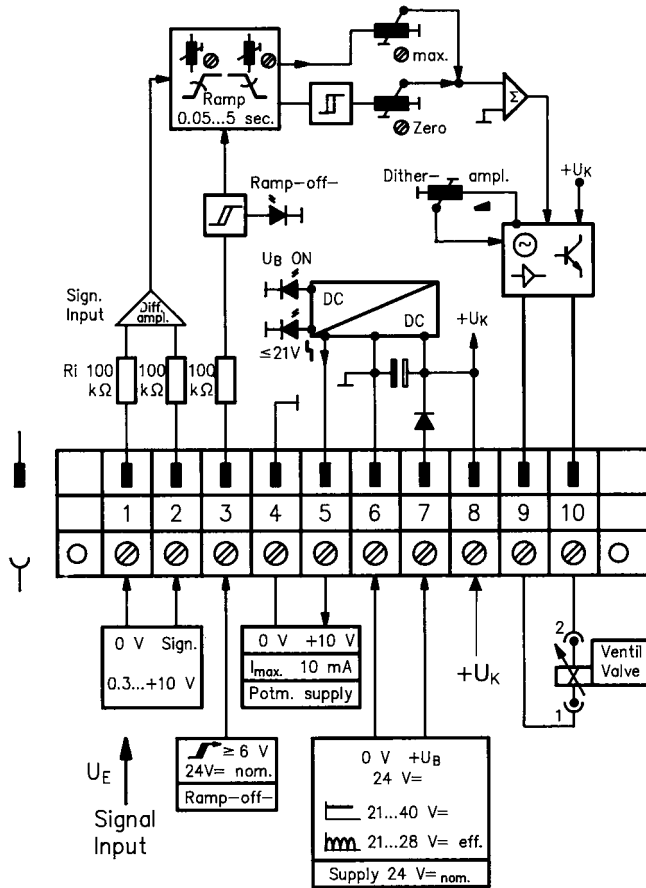 max.
Ramp
0.05...5 sec.
Zero
Σ
Ramp-off-
Dither- ampl.
+UK
UB ON
DC
DC
+UK
≤21V
Sign.
Input
Diff.
ampl.
Ri 100 kΩ
100 kΩ
100 kΩ
1 2 3 4 5 6 7 8 9 10
0 V Sign.
0.3...+10 V
0 V +10 V
Imax. 10 mA
Potm. supply
+UK
2
1
Ventil
Valve
UE
Signal
Input
≥ 6 V
24V= nom.
Ramp-off-
0 V +UB
24 V=
21...40 V=
21...28 V= eff.
Supply 24 V=nom.